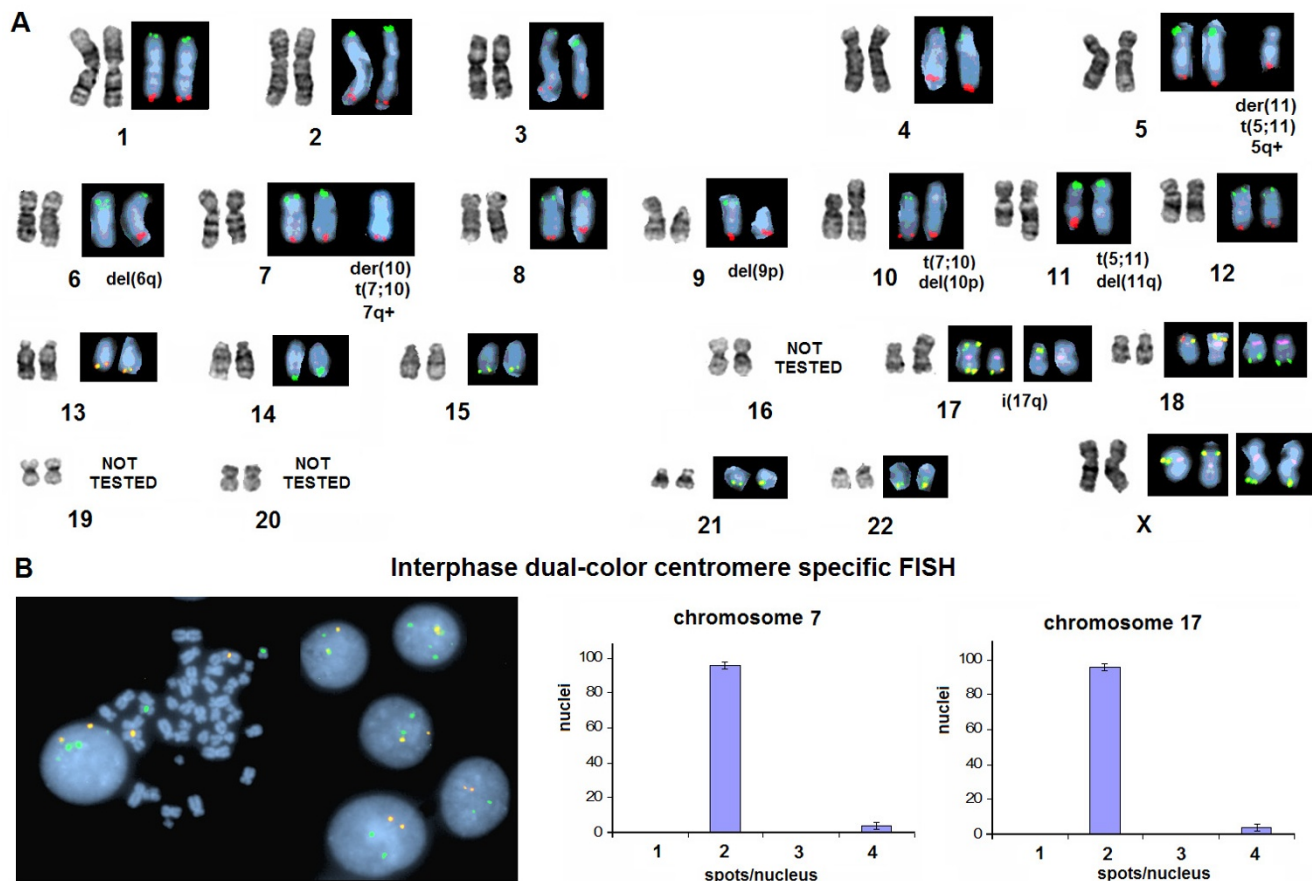 A
1
2
3
4
5
der(11)
t(5;11)
5q+
6
del(6q)
7
der(10)
t(7;10)
7q+
8
9
del(9p)
10
t(7;10)
del(10p)
11
t(5;11)
del(11q)
12
13
14
15
NOT
TESTED
16
17
i(17q)
18
NOT
TESTED
19
NOT
TESTED
20
21
22
X
B
Interphase dual-color centromere specific FISH
chromosome 7
nuclei
100
80
60
40
20
0
1 2 3 4
spots/nucleus
chromosome 17
nuclei
100
80
60
40
20
0
1 2 3 4
spots/nucleus